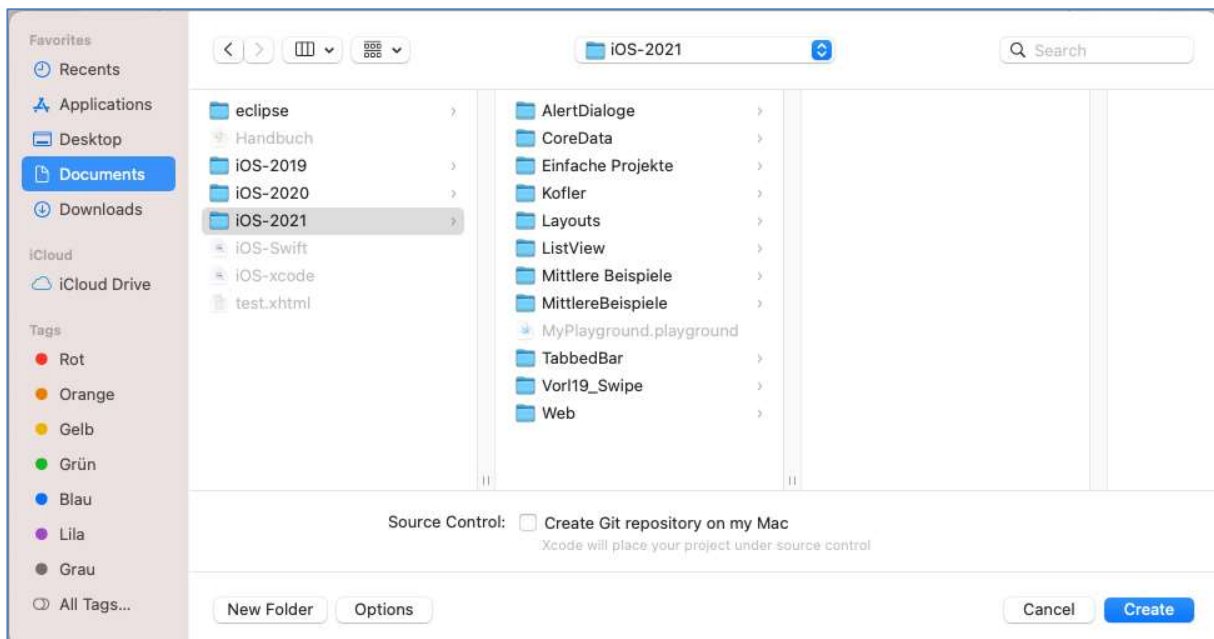 Favorites
Recents
Applications
Desktop
Documents
Downloads
iCloud
iCloud Drive
Tags
Rot
Orange
Gelb
Grün
Blau
Lila
Grau
All Tags...
iOS-2021
Search
eclipse
Handbuch
iOS-2019
iOS-2020
iOS-2021
iOS-Swift
iOS-xcode
test.xhtml
AlertDialoge
CoreData
Einfache Projekte
Kofler
Layouts
ListView
Mittlere Beispiele
MittlereBeispiele
MyPlayground.playground
TabbedBar
Vorl19_Swipe
Web
Source Control: Create Git repository on my Mac
Xcode will place your project under source control
New Folder Options Cancel Create